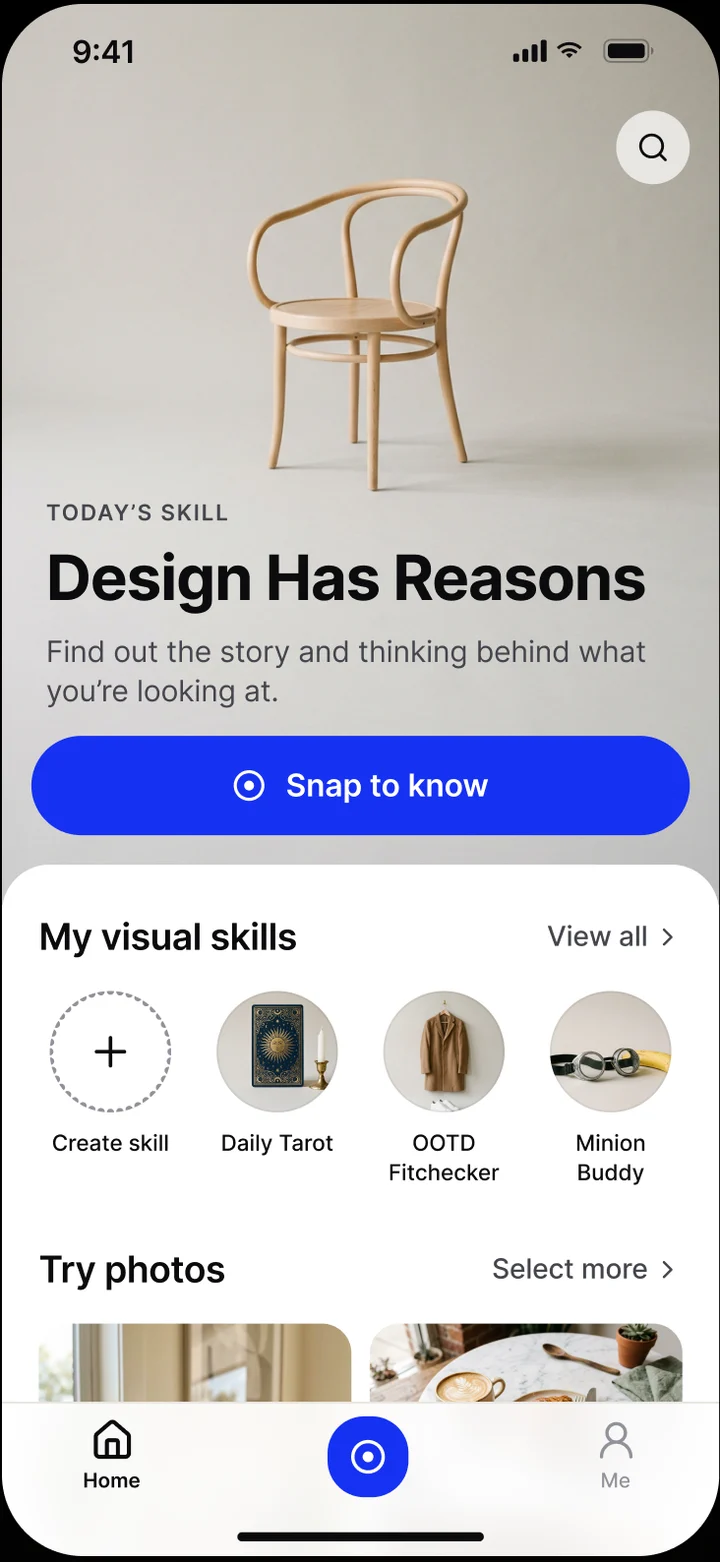 9:41
TODAY’S SKILL
Design Has Reasons
Find out the story and thinking behind what
you’re looking at.
Snap to know
My visual skills
View all
Create skill
Daily Tarot
OOTD
Fitchecker
Minion
Buddy
Try photos
Select more
Home
Me